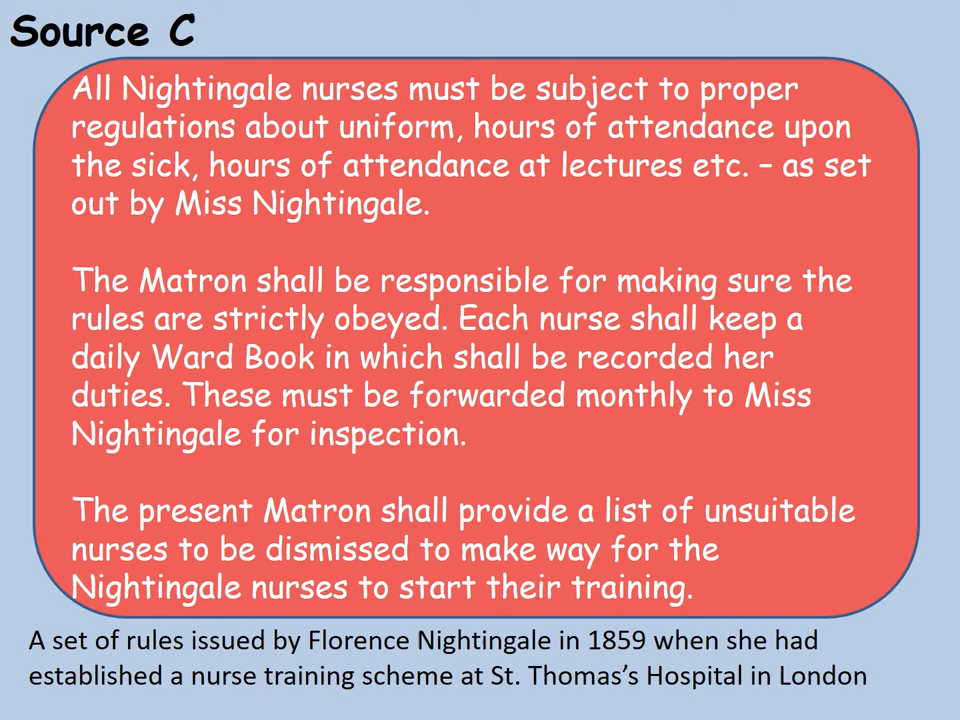 Source C
All Nightingale nurses must be subject to proper
regulations about uniform, hours of attendance upon
the sick, hours of attendance at lectures etc. – as set
out by Miss Nightingale.
The Matron shall be responsible for making sure the
rules are strictly obeyed. Each nurse shall keep a
daily Ward Book in which shall be recorded her
duties. These must be forwarded monthly to Miss
Nightingale for inspection.
The present Matron shall provide a list of unsuitable
nurses to be dismissed to make way for the
Nightingale nurses to start their training.
A set of rules issued by Florence Nightingale in 1859 when she had
established a nurse training scheme at St. Thomas’s Hospital in London